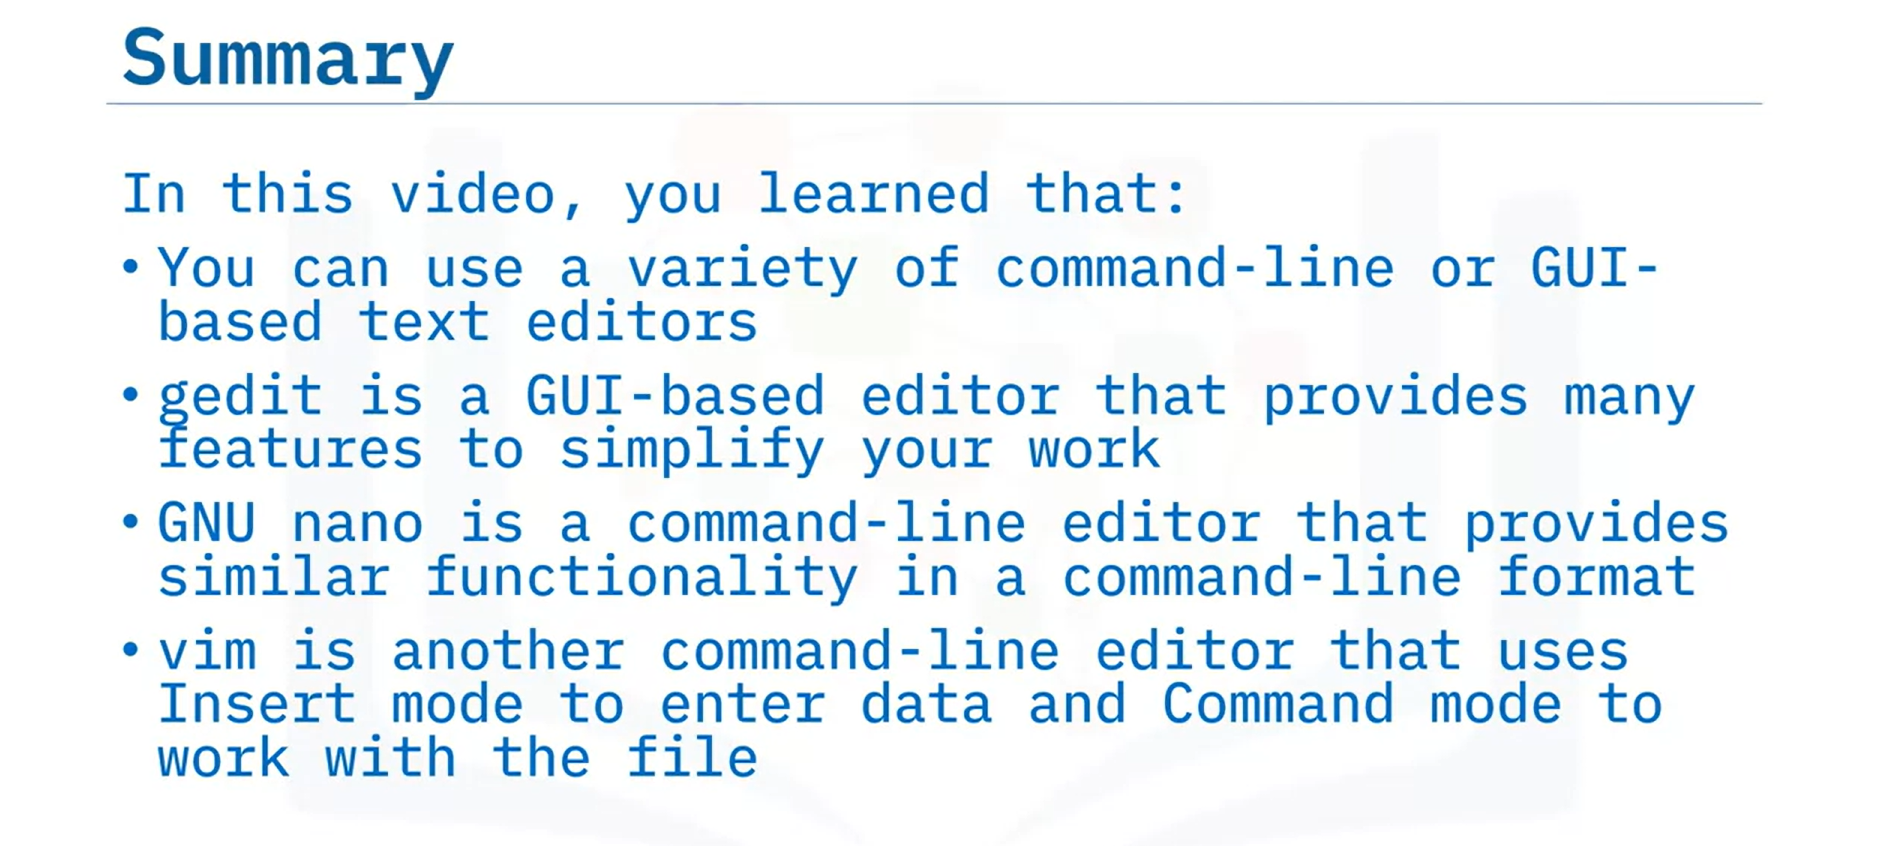 Summary
In this video, you learned that:
• You can use a variety of command-line or GUI-
based text editors
• gedit is a GUI-based editor that provides many
features to simplify your work
• GNU nano is a command-line editor that provides
similar functionality in a command-line format
• vim is another command-line editor that uses
Insert mode to enter data and Command mode to
work with the file